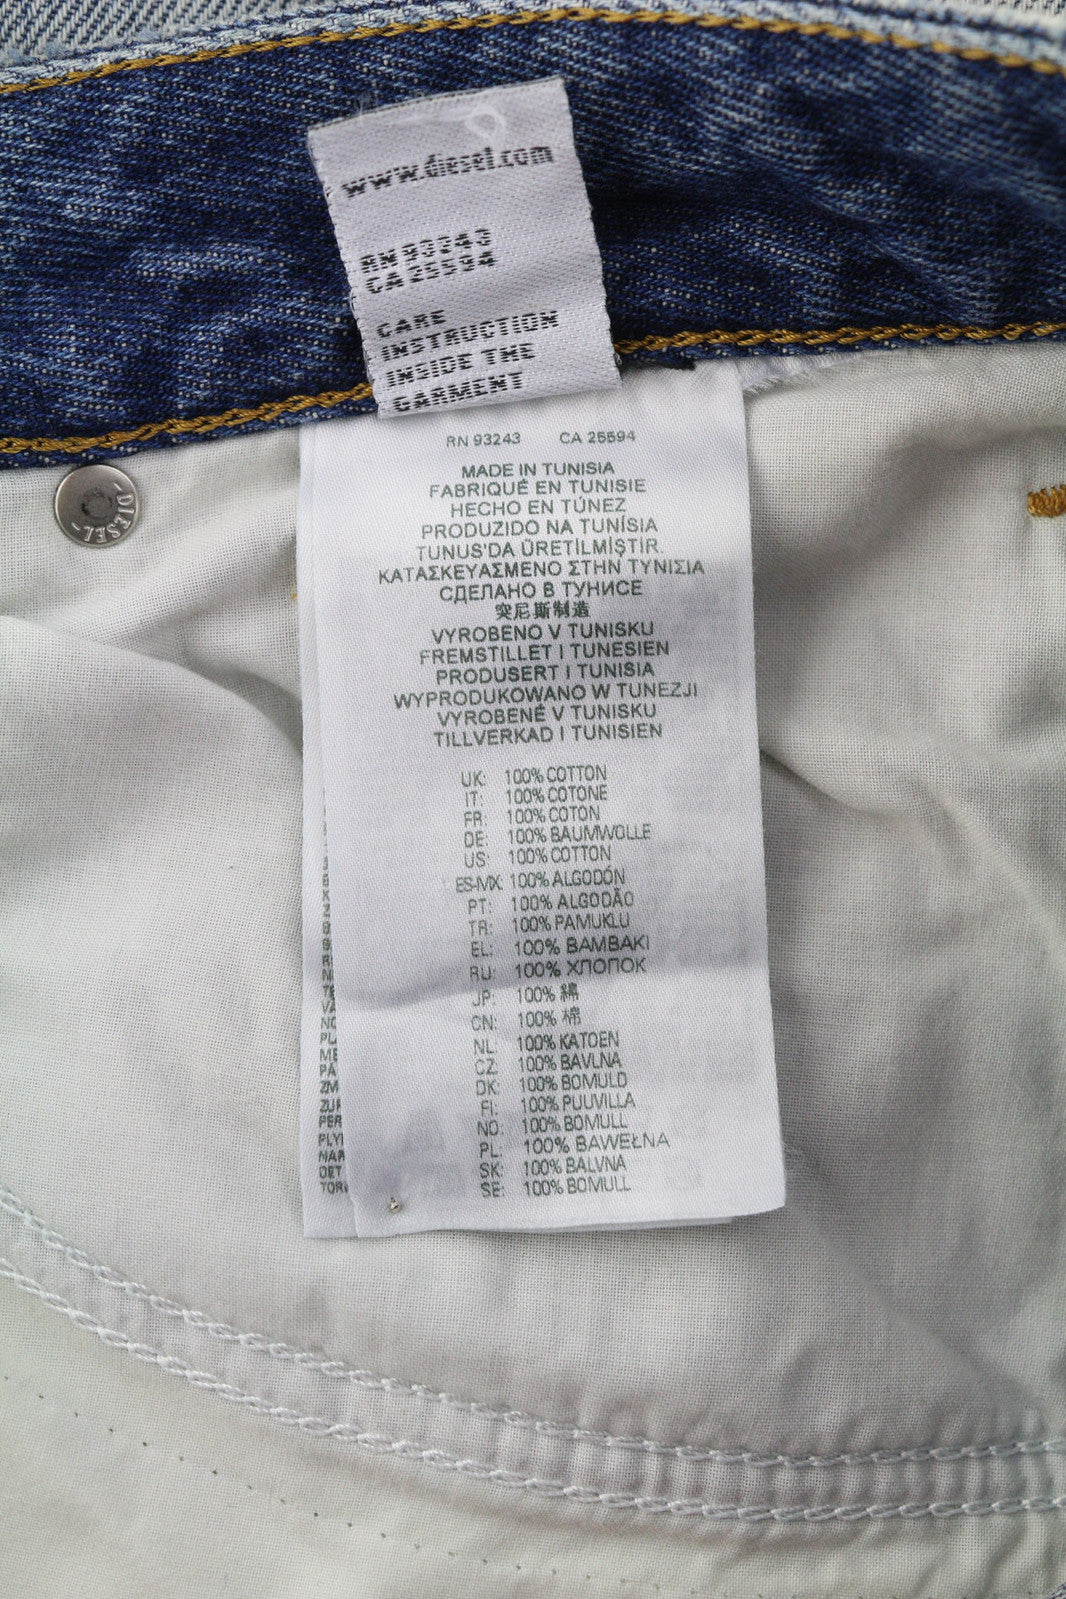 www.diesel.com
RN 93243
CA 25594
CARE
INSTRUCTION
INSIDE THE
GARMENT
RN 93243 CA 25594
MADE IN TUNISIA
FABRIQUÉ EN TUNISIE
HECHO EN TÚNEZ
PRODUZIDO NA TUNÍSIA
TUNUS'DA ÜRETİLMİŞTİR.
ΚΑΤΑΣΚΕΥΑΣΜΕΝΟ ΣΤΗΝ ΤΥΝΙΣΙΑ
СДЕЛАНО В ТУНИСЕ
突尼斯制造
VYROBENO V TUNISKU
FREMSTILLET I TUNESIEN
PRODUSERT I TUNISIA
WYPRODUKOWANO W TUNEZJI
VYROBENÉ V TUNISKU
TILLVERKAD I TUNISIEN
UK: 100% COTTON
IT: 100% COTONE
FR: 100% COTON
DE: 100% BAUMWOLLE
US: 100% COTTON
ES-MX: 100% ALGODÓN
PT: 100% ALGODÃO
TR: 100% PAMUKLU
EL: 100% ΒΑΜΒΑΚΙ
RU: 100% ХЛОПОК
JP: 100% 綿
CN: 100% 棉
NL: 100% KATOEN
CZ: 100% BAVLNA
DK: 100% BOMULD
FI: 100% PUUVILLA
NO: 100% BOMULL
PL: 100% BAWEŁNA
SK: 100% BALVNA
SE: 100% BOMULL
DIESEL